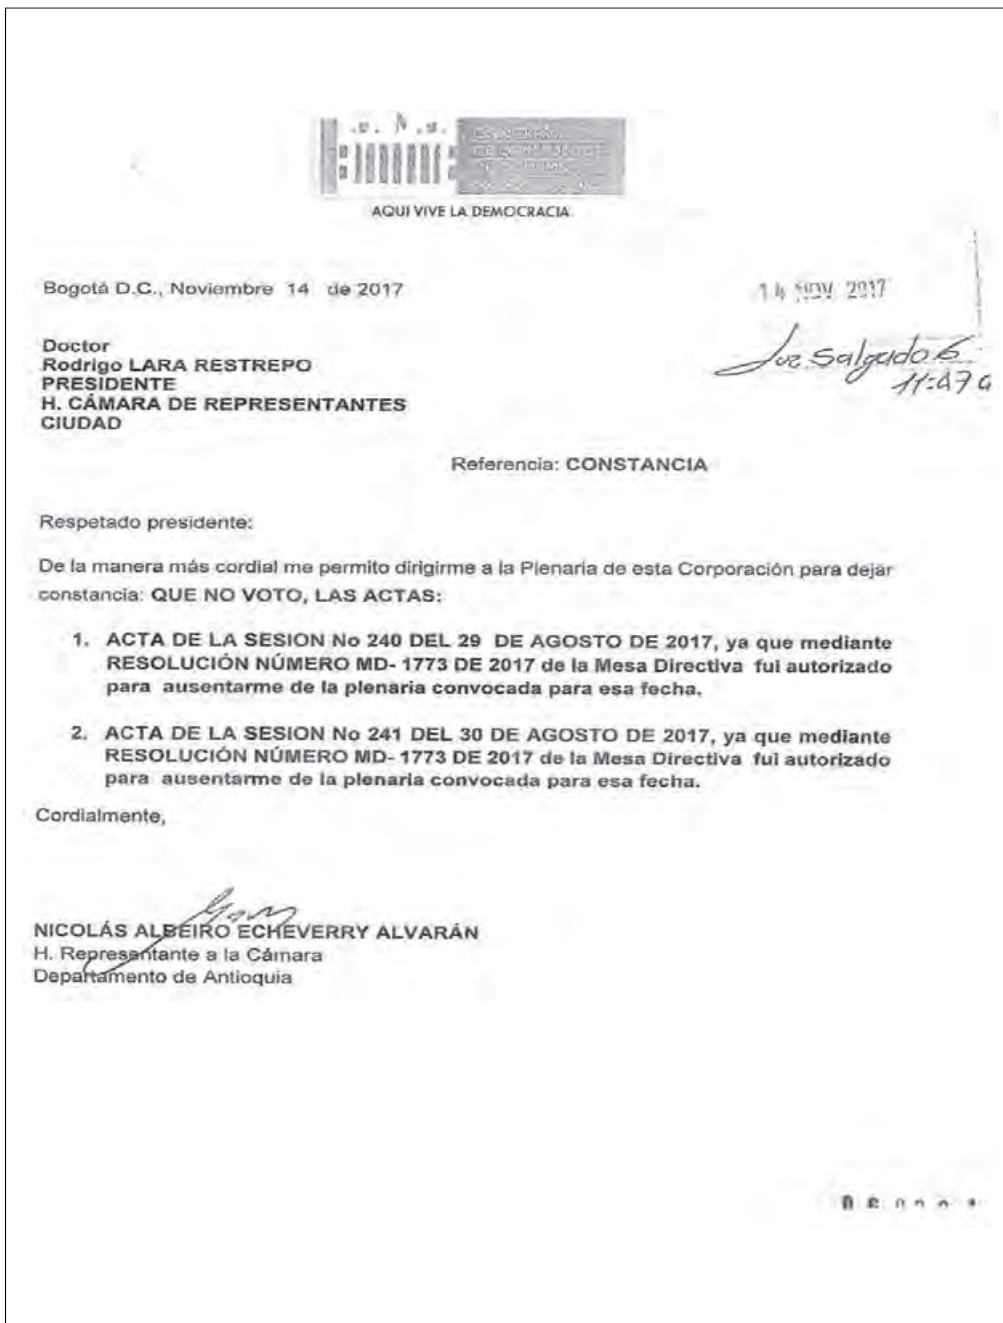 AQUI VIVE LA DEMOCRACIA
Bogotá D.C., Noviembre 14 de 2017
14 NOV 2017
Doctor
Rodrigo LARA RESTREPO
PRESIDENTE
H. CÁMARA DE REPRESENTANTES
CIUDAD
Luz Salgado G
11:47 a
Referencia: CONSTANCIA
Respetado presidente:
De la manera más cordial me permito dirigirme a la Plenaria de esta Corporación para dejar
constancia: QUE NO VOTO, LAS ACTAS:
1. ACTA DE LA SESION No 240 DEL 29 DE AGOSTO DE 2017, ya que mediante
RESOLUCIÓN NÚMERO MD- 1773 DE 2017 de la Mesa Directiva fui autorizado
para ausentarme de la plenaria convocada para esa fecha.
2. ACTA DE LA SESION No 241 DEL 30 DE AGOSTO DE 2017, ya que mediante
RESOLUCIÓN NÚMERO MD- 1773 DE 2017 de la Mesa Directiva fui autorizado
para ausentarme de la plenaria convocada para esa fecha.
Cordialmente,
NICOLÁS ALBEIRO ECHEVERRY ALVARÁN
H. Representante a la Cámara
Departamento de Antioquia